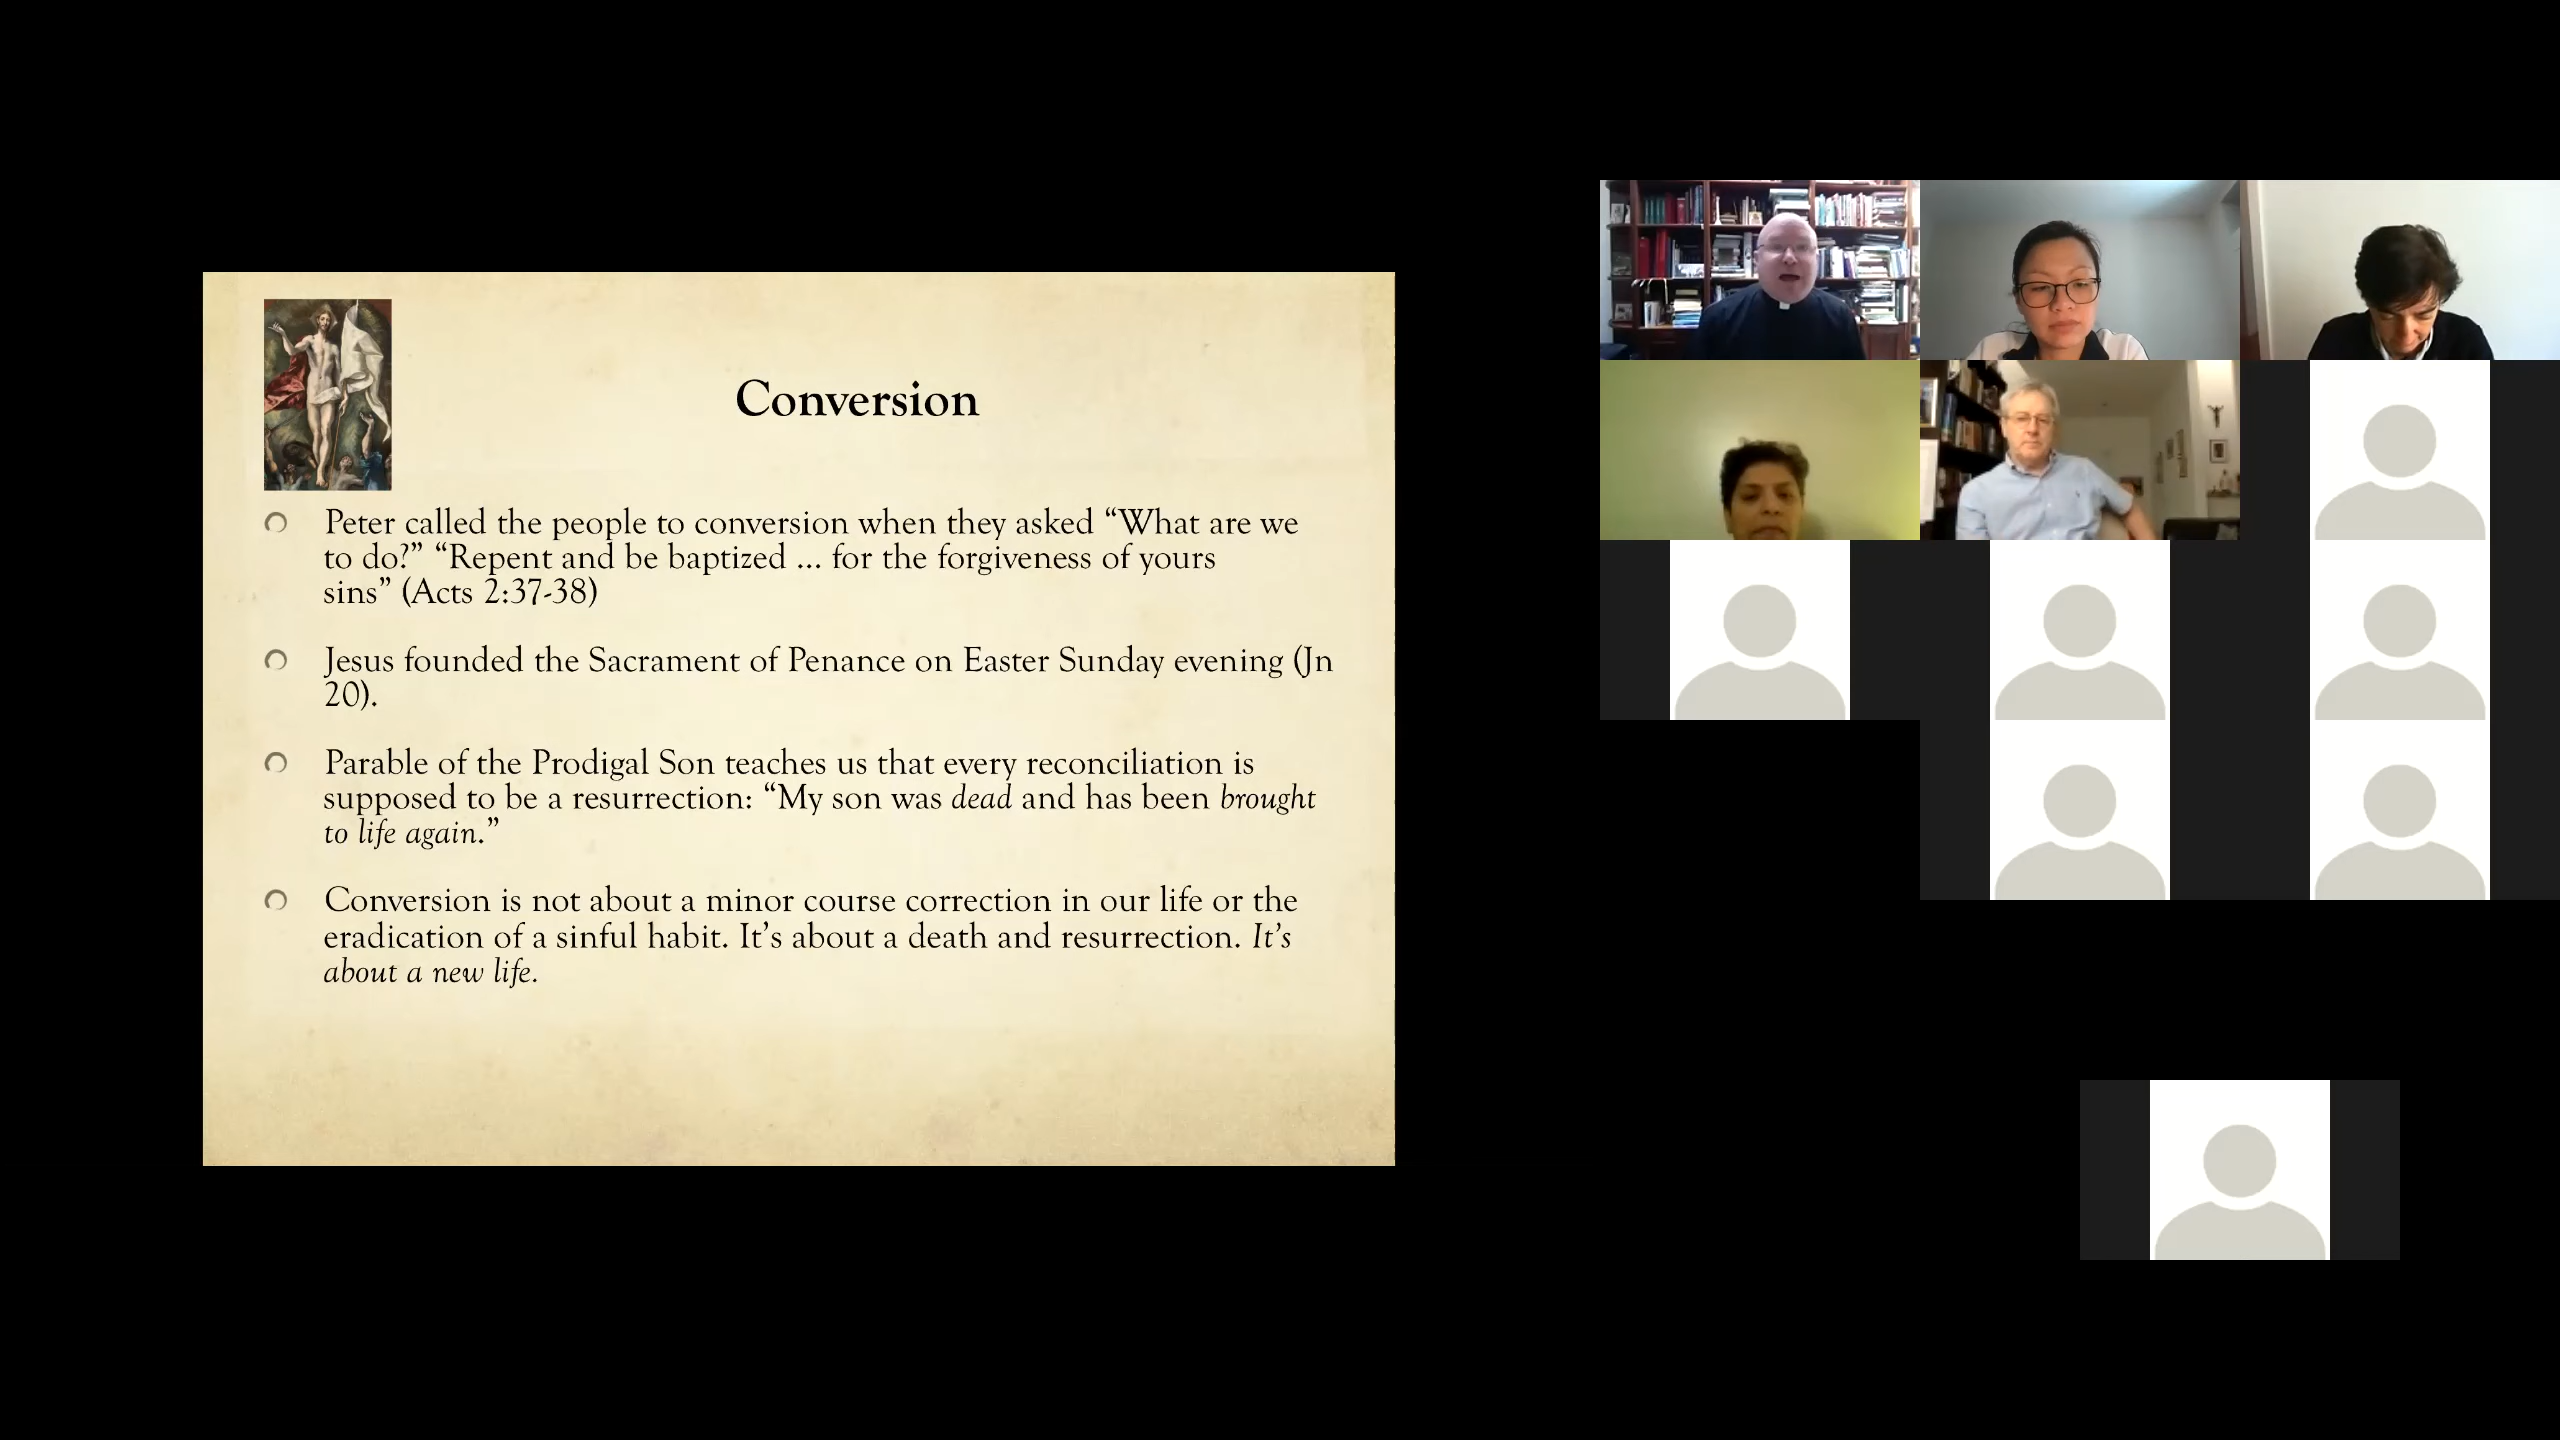 Conversion
Peter called the people to conversion when they asked “What are we
to do?” “Repent and be baptized ... for the forgiveness of yours
sins” (Acts 2:37-38)
Jesus founded the Sacrament of Penance on Easter Sunday evening (Jn
20).
Parable of the Prodigal Son teaches us that every reconciliation is
supposed to be a resurrection: “My son was dead and has been brought
to life again.”
Conversion is not about a minor course correction in our life or the
eradication of a sinful habit. It’s about a death and resurrection. It’s
about a new life.